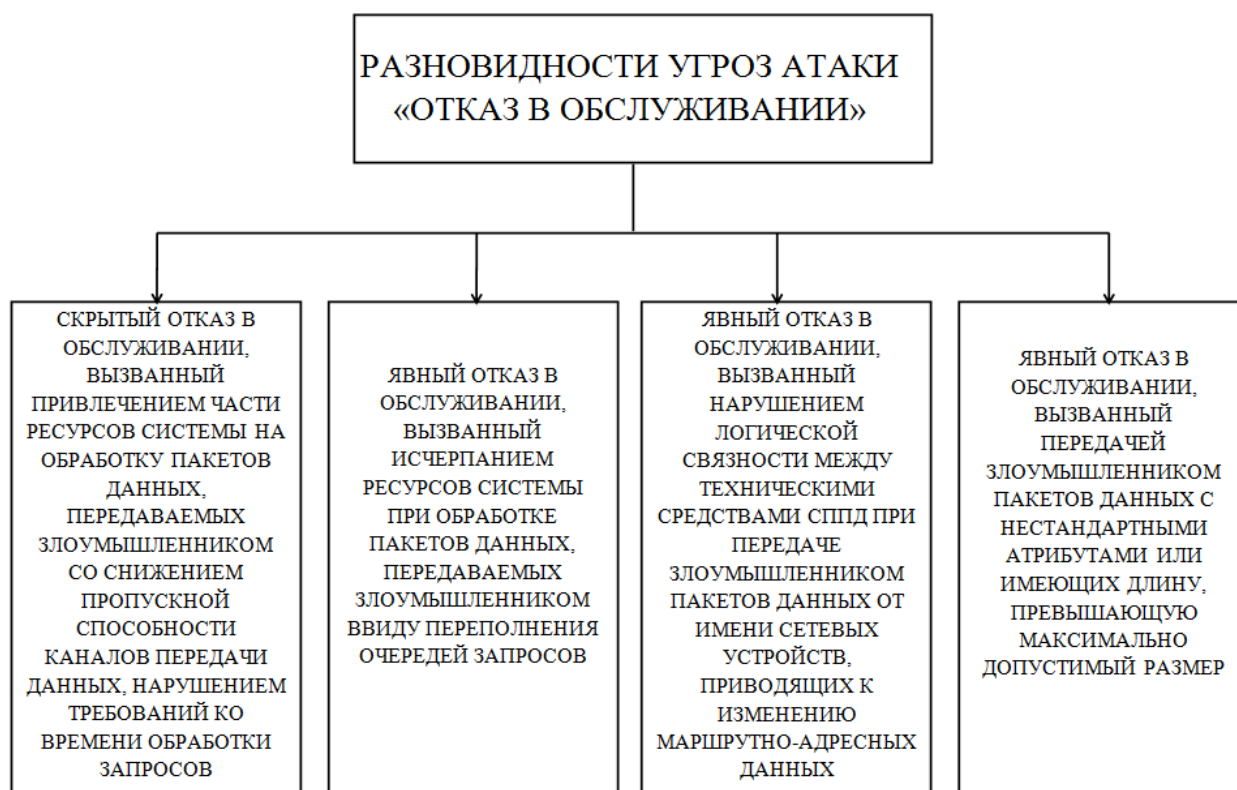 РАЗНОВИДНОСТИ УГРОЗ АТАКИ
«ОТКАЗ В ОБСЛУЖИВАНИИ»
СКРЫТЫЙ ОТКАЗ В
ОБСЛУЖИВАНИИ,
ВЫЗВАННЫЙ
ПРИВЛЕЧЕНИЕМ ЧАСТИ
РЕСУРСОВ СИСТЕМЫ НА
ОБРАБОТКУ ПАКЕТОВ
ДАННЫХ,
ПЕРЕДАВАЕМЫХ
ЗЛОУМЫШЛЕННИКОМ
СО СНИЖЕНИЕМ
ПРОПУСКНОЙ
СПОСОБНОСТИ
КАНАЛОВ ПЕРЕДАЧИ
ДАННЫХ, НАРУШЕНИЕМ
ТРЕБОВАНИЙ КО
ВРЕМЕНИ ОБРАБОТКИ
ЗАПРОСОВ
ЯВНЫЙ ОТКАЗ В
ОБСЛУЖИВАНИИ,
ВЫЗВАННЫЙ
ИСЧЕРПАНИЕМ
РЕСУРСОВ СИСТЕМЫ
ПРИ ОБРАБОТКЕ
ПАКЕТОВ ДАННЫХ,
ПЕРЕДАВАЕМЫХ
ЗЛОУМЫШЛЕННИКОМ
ВВИДУ ПЕРЕПОЛНЕНИЯ
ОЧЕРЕДЕЙ ЗАПРОСОВ
ЯВНЫЙ ОТКАЗ В
ОБСЛУЖИВАНИИ,
ВЫЗВАННЫЙ
НАРУШЕНИЕМ
ЛОГИЧЕСКОЙ
СВЯЗНОСТИ МЕЖДУ
ТЕХНИЧЕСКИМИ
СРЕДСТВАМИ СППД ПРИ
ПЕРЕДАЧЕ
ЗЛОУМЫШЛЕННИКОМ
ПАКЕТОВ ДАННЫХ ОТ
ИМЕНИ СЕТЕВЫХ
УСТРОЙСТВ,
ПРИВОДЯЩИХ К
ИЗМЕНЕНИЮ
МАРШРУТНО-АДРЕСНЫХ
ДАННЫХ
ЯВНЫЙ ОТКАЗ В
ОБСЛУЖИВАНИИ,
ВЫЗВАННЫЙ
ПЕРЕДАЧЕЙ
ЗЛОУМЫШЛЕННИКОМ
ПАКЕТОВ ДАННЫХ С
НЕСТАНДАРТНЫМИ
АТРИБУТАМИ ИЛИ
ИМЕЮЩИХ ДЛИНУ,
ПРЕВЫШАЮЩУЮ
МАКСИМАЛЬНО
ДОПУСТИМЫЙ РАЗМЕР